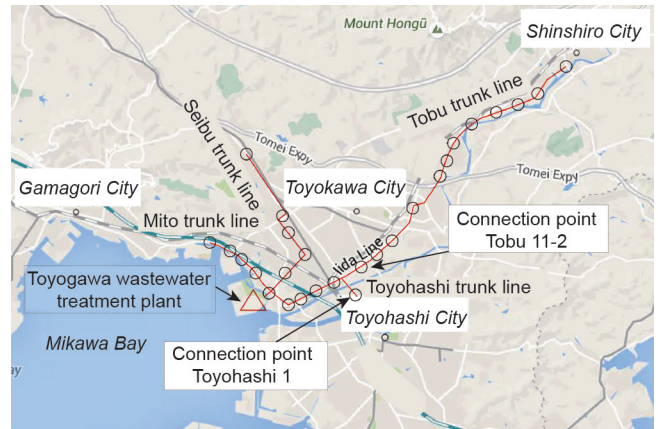 Mount Hongū
Shinshiro City
Tobu trunk line
Seibu trunk line
Tomei Expy
Tomei Expy
Gamagori City
Toyokawa City
Mito trunk line
Connection point
Tobu 11-2
Iida Line
Toyogawa wastewater
treatment plant
Toyohashi trunk line
Toyohashi City
Mikawa Bay
Connection point
Toyohashi 1
ay